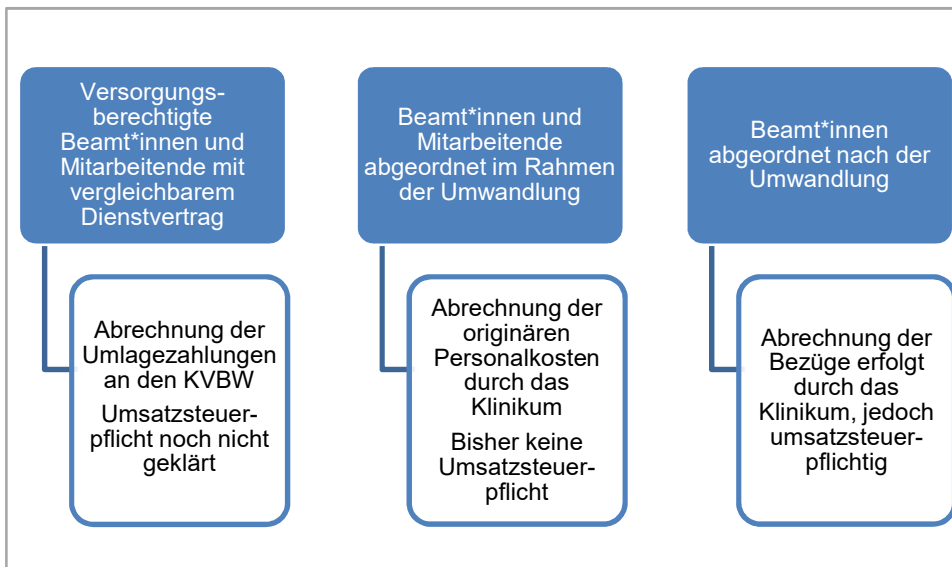 Versorgungs-
berechtigte
Beamt*innen und
Mitarbeitende mit
vergleichbarem
Dienstvertrag
Abrechnung der
Umlagezahlungen
an den KVBW
Umsatzsteuer-
pflicht noch nicht
geklärt
Beamt*innen und
Mitarbeitende
abgeordnet im Rahmen
der Umwandlung
Abrechnung der
originären
Personalkosten
durch das
Klinikum
Bisher keine
Umsatzsteuer-
pflicht
Beamt*innen
abgeordnet nach der
Umwandlung
Abrechnung der
Bezüge erfolgt
durch das
Klinikum, jedoch
umsatzsteuer-
pflichtig